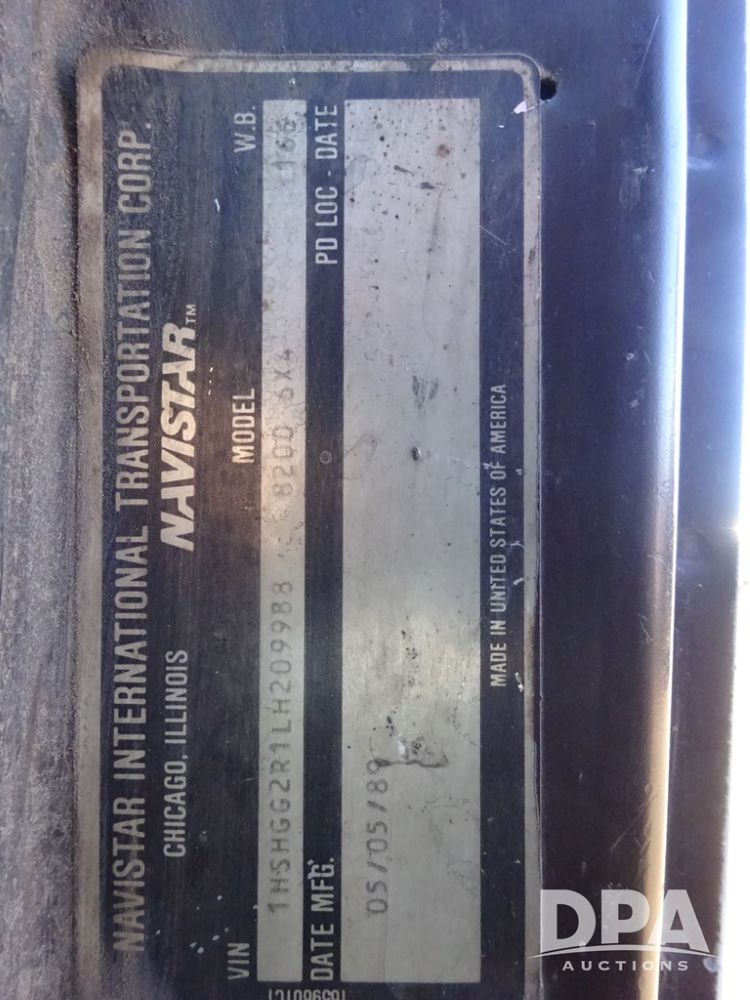 NAVISTAR INTERNATIONAL TRANSPORTATION CORP.
CHICAGO, ILLINOIS NAVISTAR™
VIN MODEL W.B.
1HSHGG2R1LH209988 8200 6X4
DATE MFG. PD LOC - DATE
05/05/89
MADE IN UNITED STATES OF AMERICA
DPA
AUCTIONS